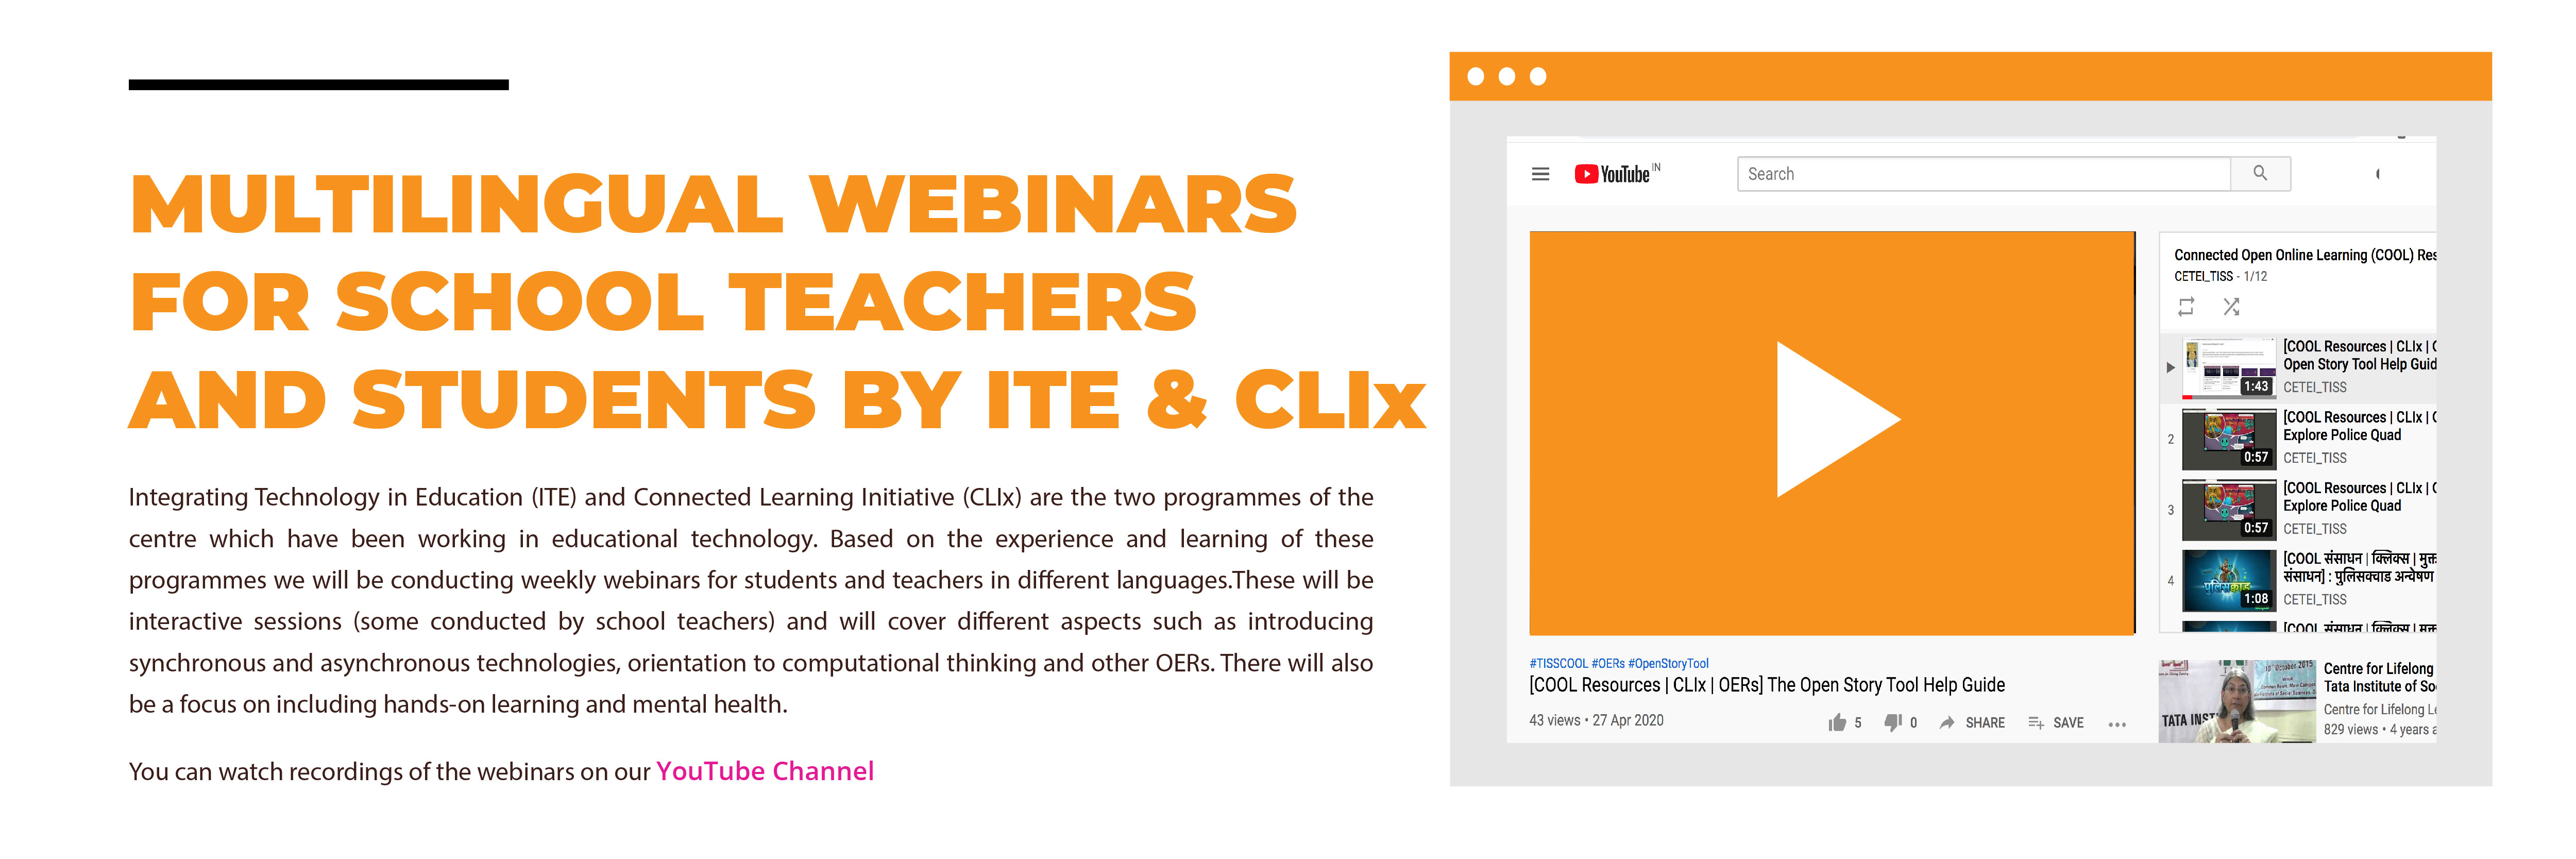 MULTILINGUAL WEBINARS
FOR SCHOOL TEACHERS
AND STUDENTS BY ITE & CLIx
Integrating Technology in Education (ITE) and Connected Learning Initiative (CLIx) are the two programmes of the
centre which have been working in educational technology. Based on the experience and learning of these
programmes we will be conducting weekly webinars for students and teachers in different languages.These will be
interactive sessions (some conducted by school teachers) and will cover different aspects such as introducing
synchronous and asynchronous technologies, orientation to computational thinking and other OERs. There will also
be a focus on including hands-on learning and mental health.
You can watch recordings of the webinars on our YouTube Channel
YouTube IN
Search
#TISSCOOL #OERs #OpenStoryTool
[COOL Resources | CLIx | OERs] The Open Story Tool Help Guide
43 views • 27 Apr 2020
5
0
SHARE
SAVE
Connected Open Online Learning (COOL) Res
CETEI_TISS - 1/12
1:43
[COOL Resources | CLIx |
Open Story Tool Help Guid
CETEI_TISS
2
0:57
[COOL Resources | CLIx |
Explore Police Quad
CETEI_TISS
3
0:57
[COOL Resources | CLIx |
Explore Police Quad
CETEI_TISS
4
पुलिस
1:08
[COOL संसाधन | क्लिक्स | मुक्त
संसाधन] : पुलिसक्वाड अन्वेषण
CETEI_TISS
[COOL संसाधन | क्लिक्स |
10th October 2015
TATA INST
Centre for Lifelong
Tata Institute of So
Centre for Lifelong Le
829 views • 4 years a